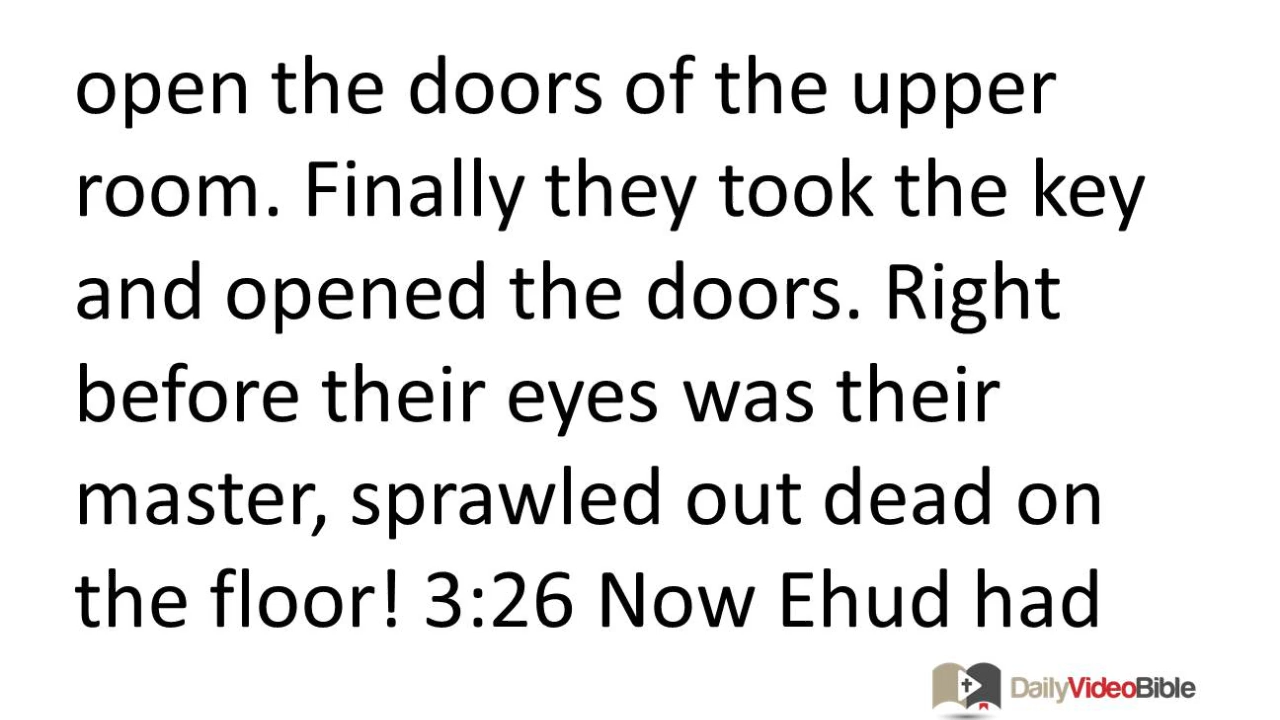 open the doors of the upper
room. Finally they took the key
and opened the doors. Right
before their eyes was their
master, sprawled out dead on
the floor! 3:26 Now Ehud had
DailyVideoBible